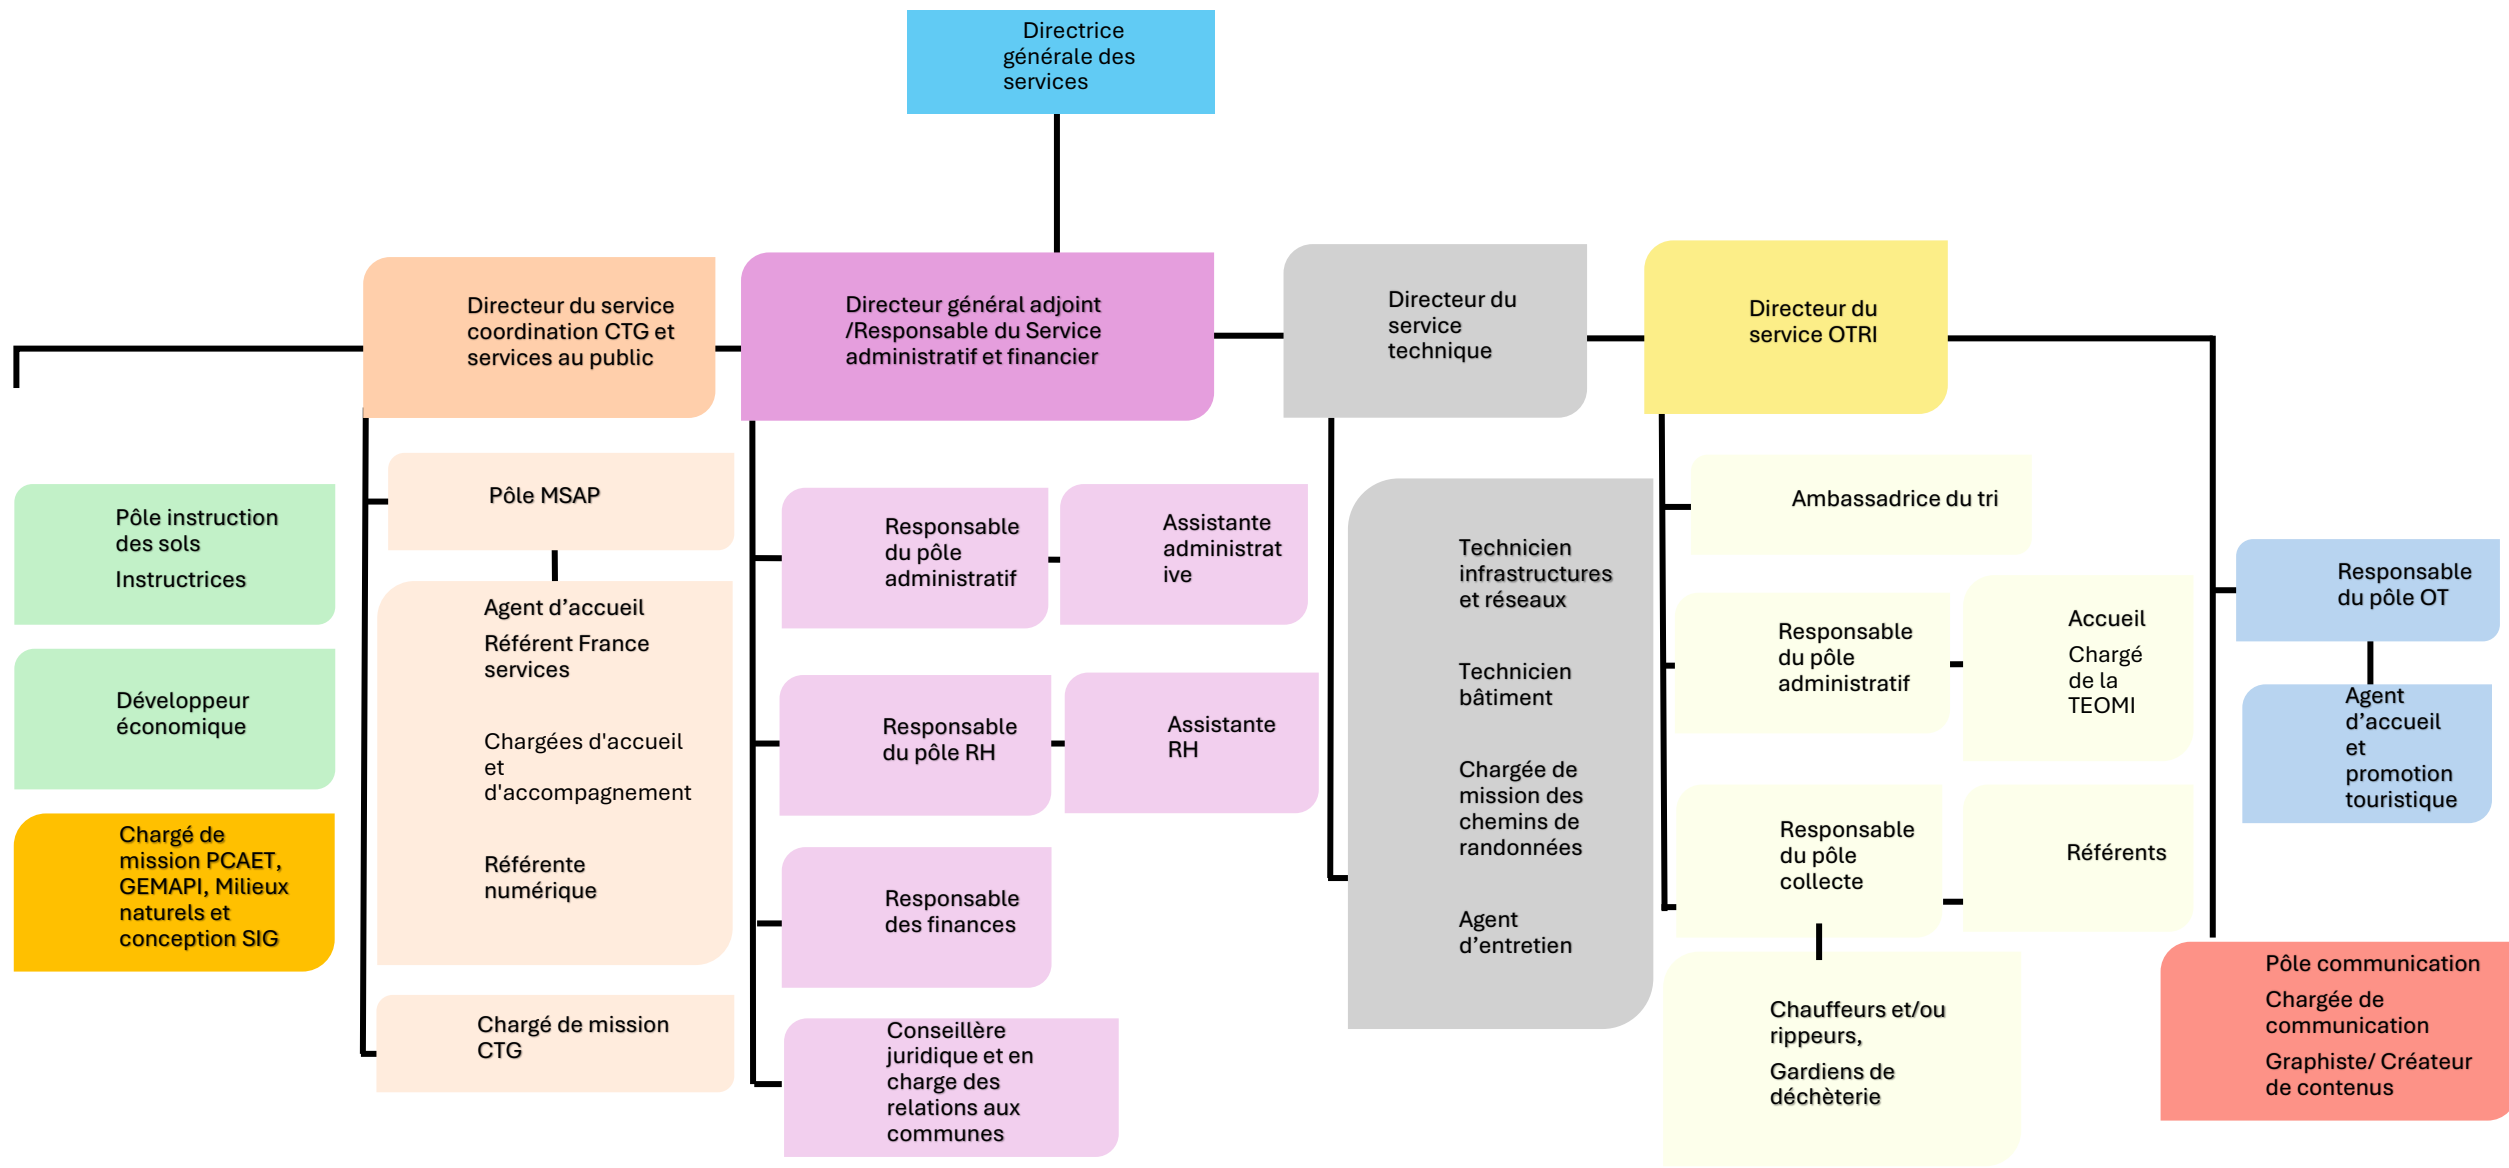 Directrice
générale des
services
Directeur du service
coordination CTG et
services au public
Directeur général adjoint
/Responsable du Service
administratif et financier
Directeur du
service
technique
Directeur du
service OTRI
Pôle instruction
des sols
Instructrices
Développeur
économique
Chargé de
mission PCAET,
GEMAPI, Milieux
naturels et
conception SIG
Pôle MSAP
Agent d’accueil
Référent France
services
Chargées d'accueil
et
d'accompagnement
Référente
numérique
Chargé de mission
CTG
Responsable
du pôle
administratif
Assistante
administrat
ive
Responsable
du pôle RH
Assistante
RH
Responsable
des finances
Conseillère
juridique et en
charge des
relations aux
communes
Technicien
infrastructures
et réseaux
Technicien
bâtiment
Chargée de
mission des
chemins de
randonnées
Agent
d’entretien
Ambassadrice du tri
Responsable
du pôle
administratif
Accueil
Chargé
de la
TEOMI
Responsable
du pôle
collecte
Référents
Chauffeurs et/ou
rippeurs,
Gardiens de
déchèterie
Responsable
du pôle OT
Agent
d’accueil
et
promotion
touristique
Pôle communication
Chargée de
communication
Graphiste/ Créateur
de contenus